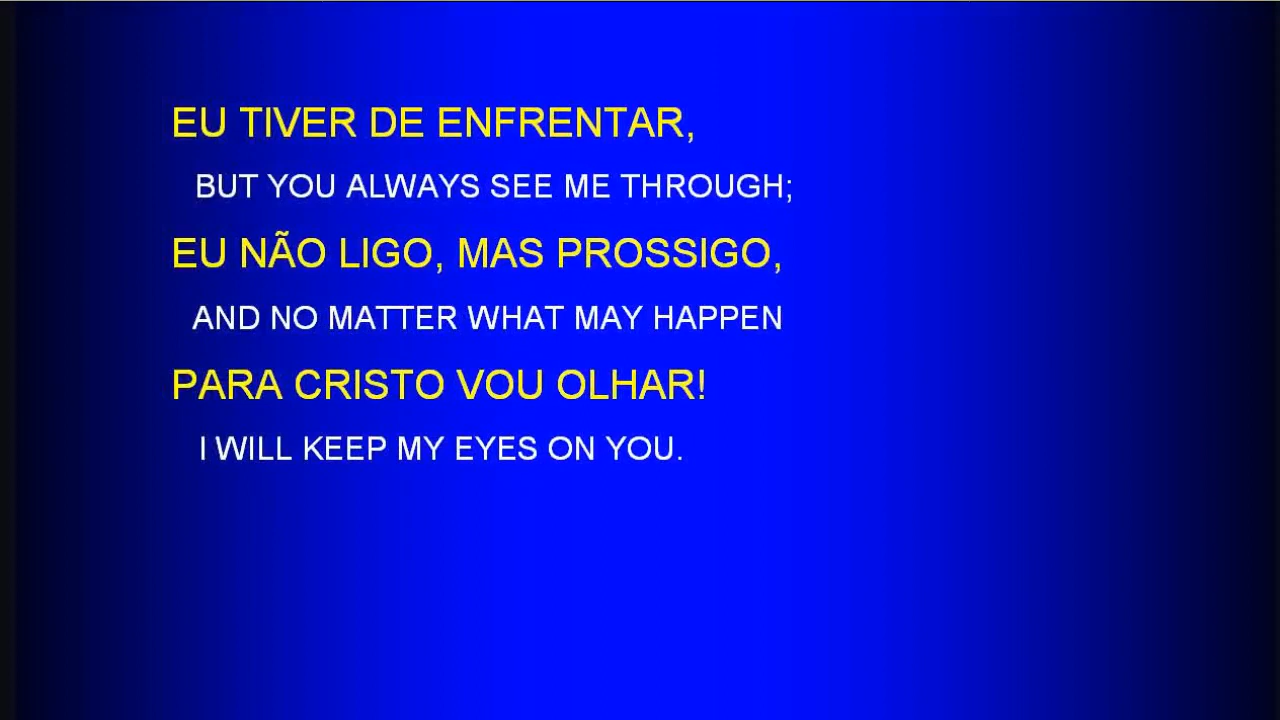 EU TIVER DE ENFRENTAR,
BUT YOU ALWAYS SEE ME THROUGH;
EU NÃO LIGO, MAS PROSSIGO,
AND NO MATTER WHAT MAY HAPPEN
PARA CRISTO VOU OLHAR!
I WILL KEEP MY EYES ON YOU.